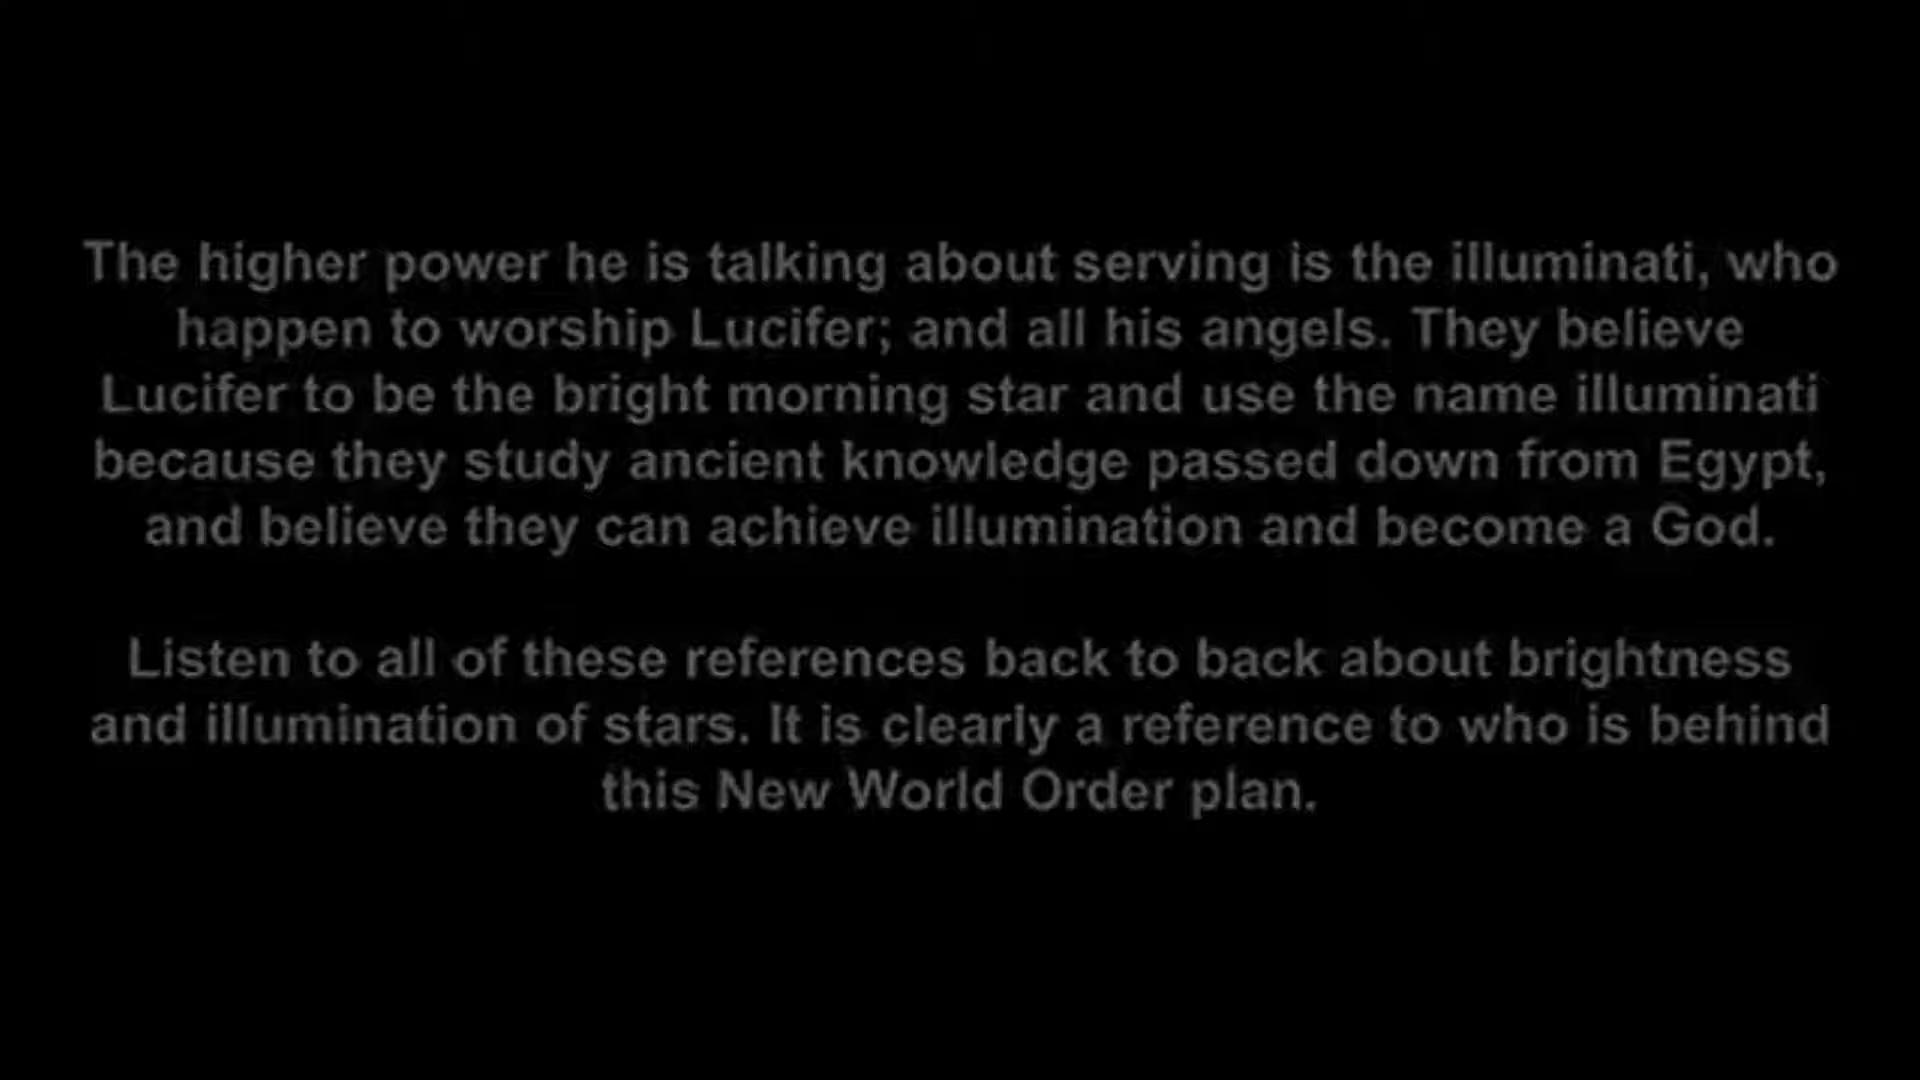 The higher power he is talking about serving is the illuminati, who
happen to worship Lucifer; and all his angels. They believe
Lucifer to be the bright morning star and use the name illuminati
because they study ancient knowledge passed down from Egypt,
and believe they can achieve illumination and become a God.
Listen to all of these references back to back about brightness
and illumination of stars. It is clearly a reference to who is behind
this New World Order plan.